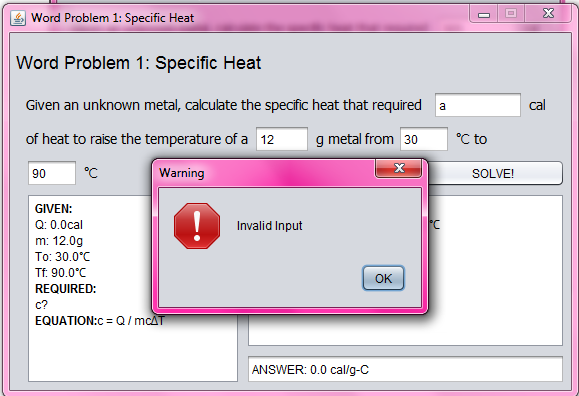 Word Problem 1: Specific Heat
Word Problem 1: Specific Heat
Given an unknown metal, calculate the specific heat that required a cal
of heat to raise the temperature of a 12 g metal from 30 °C to
90 °C SOLVE!
Warning
Invalid Input
OK
GIVEN:
Q: 0.0cal
m: 12.0g
To: 30.0°C
Tf: 90.0°C
REQUIRED:
c?
EQUATION:c = Q / mcΔT
°C
ANSWER: 0.0 cal/g-C